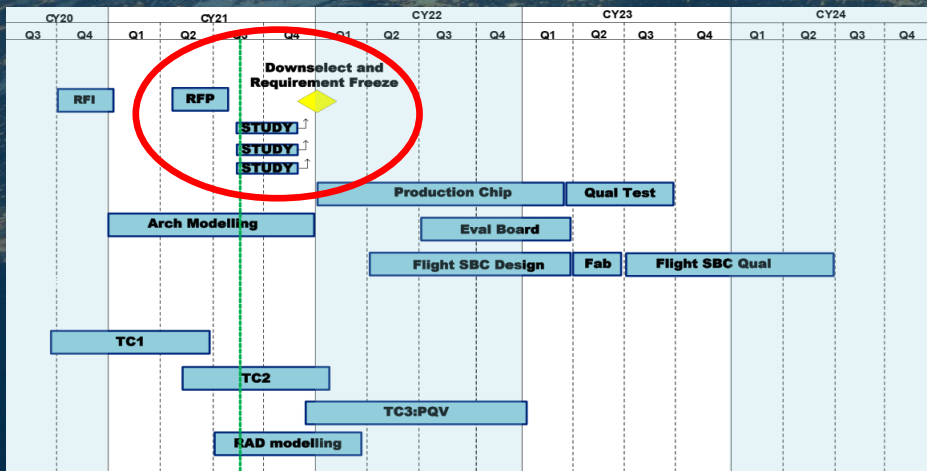 CY20 CY21 CY22 CY23 CY24
Q3 Q4 Q1 Q2 Q3 Q4 Q1 Q2 Q3 Q4 Q1 Q2 Q3 Q4 Q1 Q2 Q3 Q4
Downselect and
Requirement Freeze
RFI RFP
STUDY
STUDY
STUDY
Production Chip Qual Test
Arch Modelling Eval Board
Flight SBC Design Fab Flight SBC Qual
TC1
TC2
TC3:PQV
RAD modelling